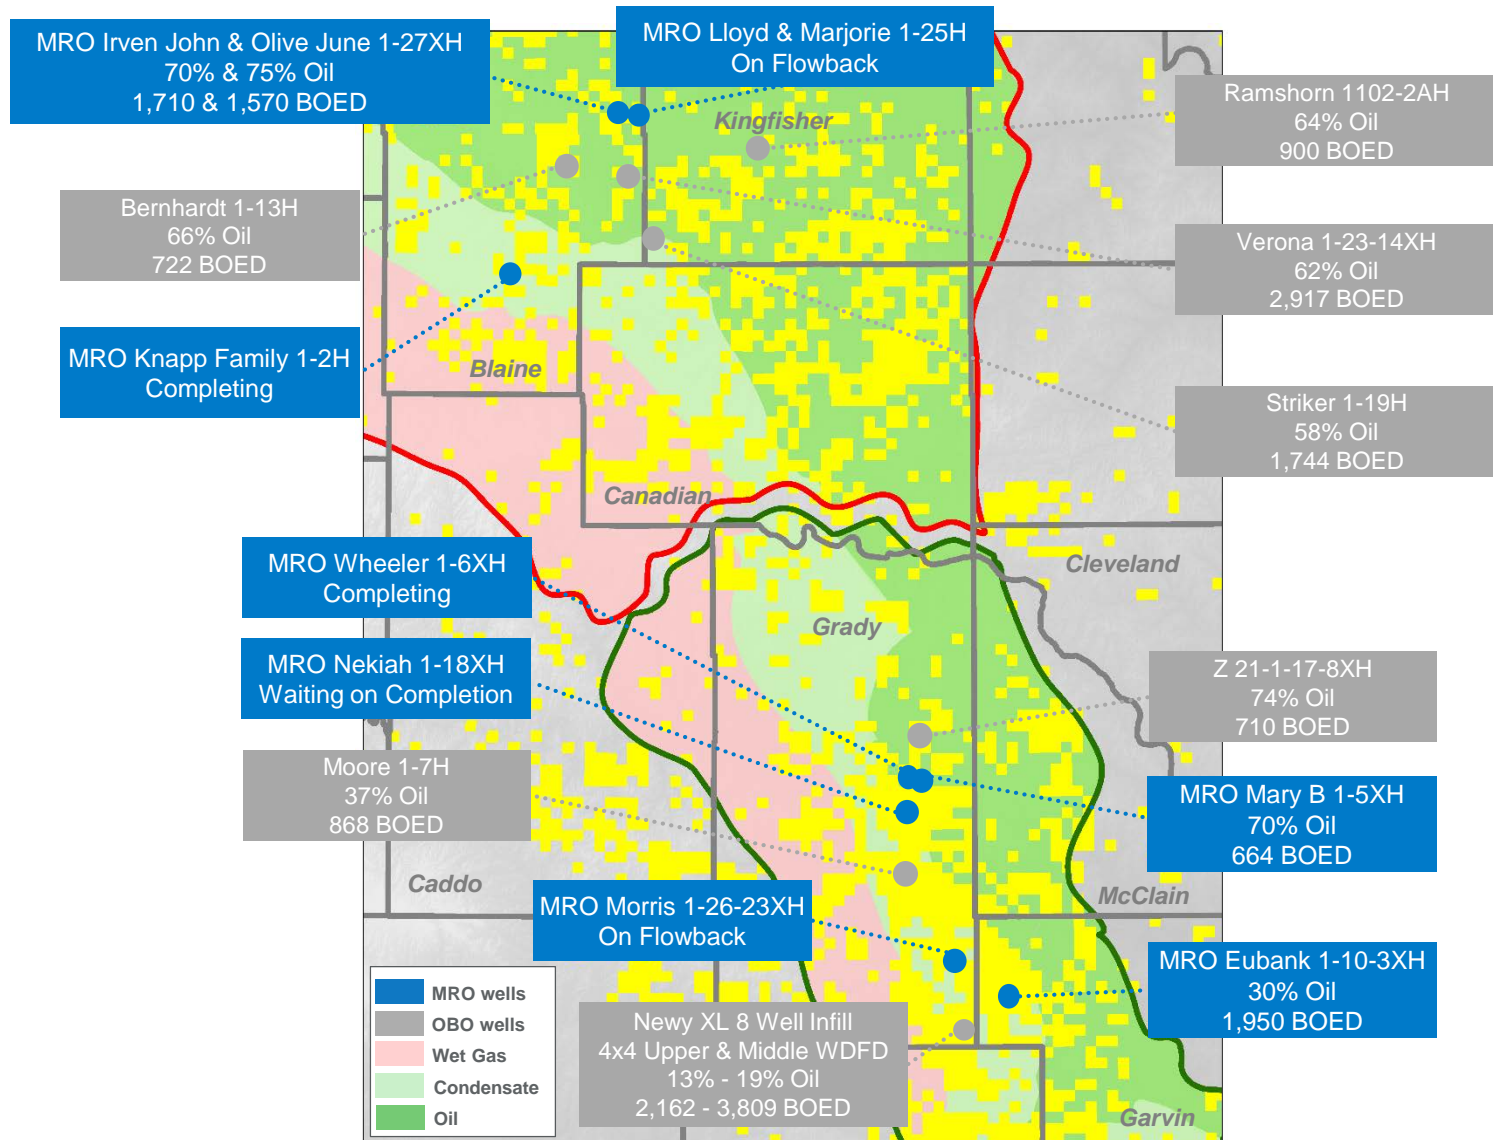 MRO Irven John & Olive June 1-27XH
70% & 75% Oil
1,710 & 1,570 BOED
MRO Lloyd & Marjorie 1-25H
On Flowback
Ramshorn 1102-2AH
64% Oil
900 BOED
Kingfisher
Bernhardt 1-13H
66% Oil
722 BOED
Verona 1-23-14XH
62% Oil
2,917 BOED
MRO Knapp Family 1-2H
Completing
Blaine
Striker 1-19H
58% Oil
1,744 BOED
Canadian
MRO Wheeler 1-6XH
Completing
Cleveland
Grady
MRO Nekiah 1-18XH
Waiting on Completion
Z 21-1-17-8XH
74% Oil
710 BOED
Moore 1-7H
37% Oil
868 BOED
MRO Mary B 1-5XH
70% Oil
664 BOED
Caddo
McClain
MRO Morris 1-26-23XH
On Flowback
MRO Eubank 1-10-3XH
30% Oil
1,950 BOED
MRO wells
OBO wells
Wet Gas
Condensate
Oil
Newy XL 8 Well Infill
4x4 Upper & Middle WDFD
13% - 19% Oil
2,162 - 3,809 BOED
Garvin